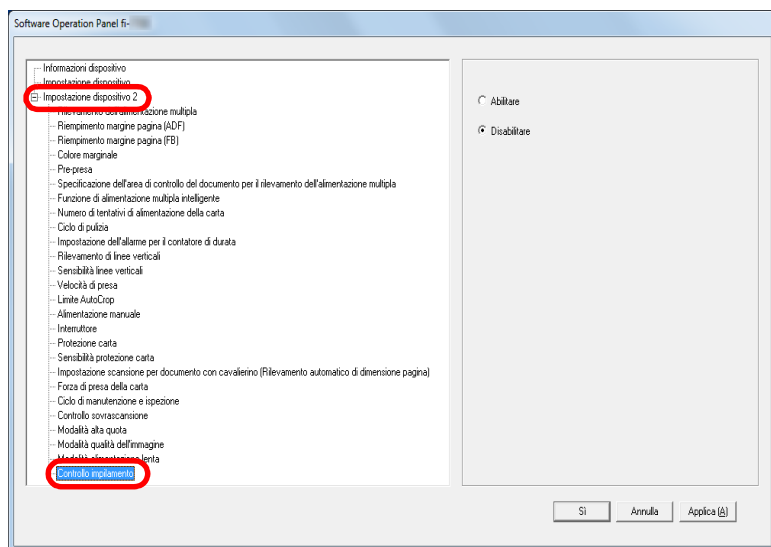 Software Operation Panel fi-
Informazioni dispositivo
Impostazione dispositivo
Impostazione dispositivo 2
Rilevamento dell'alimentazione multipla
Riempimento margine pagina (ADF)
Riempimento margine pagina (FB)
Colore marginale
Pre-presa
Specificazione dell'area di controllo del documento per il rilevamento dell'alimentazione multipla
Funzione di alimentazione multipla intelligente
Numero di tentativi di alimentazione della carta
Ciclo di pulizia
Impostazione dell'allarme per il contatore di durata
Rilevamento di linee verticali
Sensibilità linee verticali
Velocità di presa
Limite AutoCrop
Alimentazione manuale
Interruttore
Protezione carta
Sensibilità protezione carta
Impostazione scansione per documento con cavalierino (Rilevamento automatico di dimensione pagina)
Forza di presa della carta
Ciclo di manutenzione e ispezione
Controllo sovrascansione
Modalità alta quota
Modalità qualità dell'immagine
Modalità alimentazione lenta
Controllo impilamento
Abilitare
Disabilitare
Sì
Annulla
Applica (A)